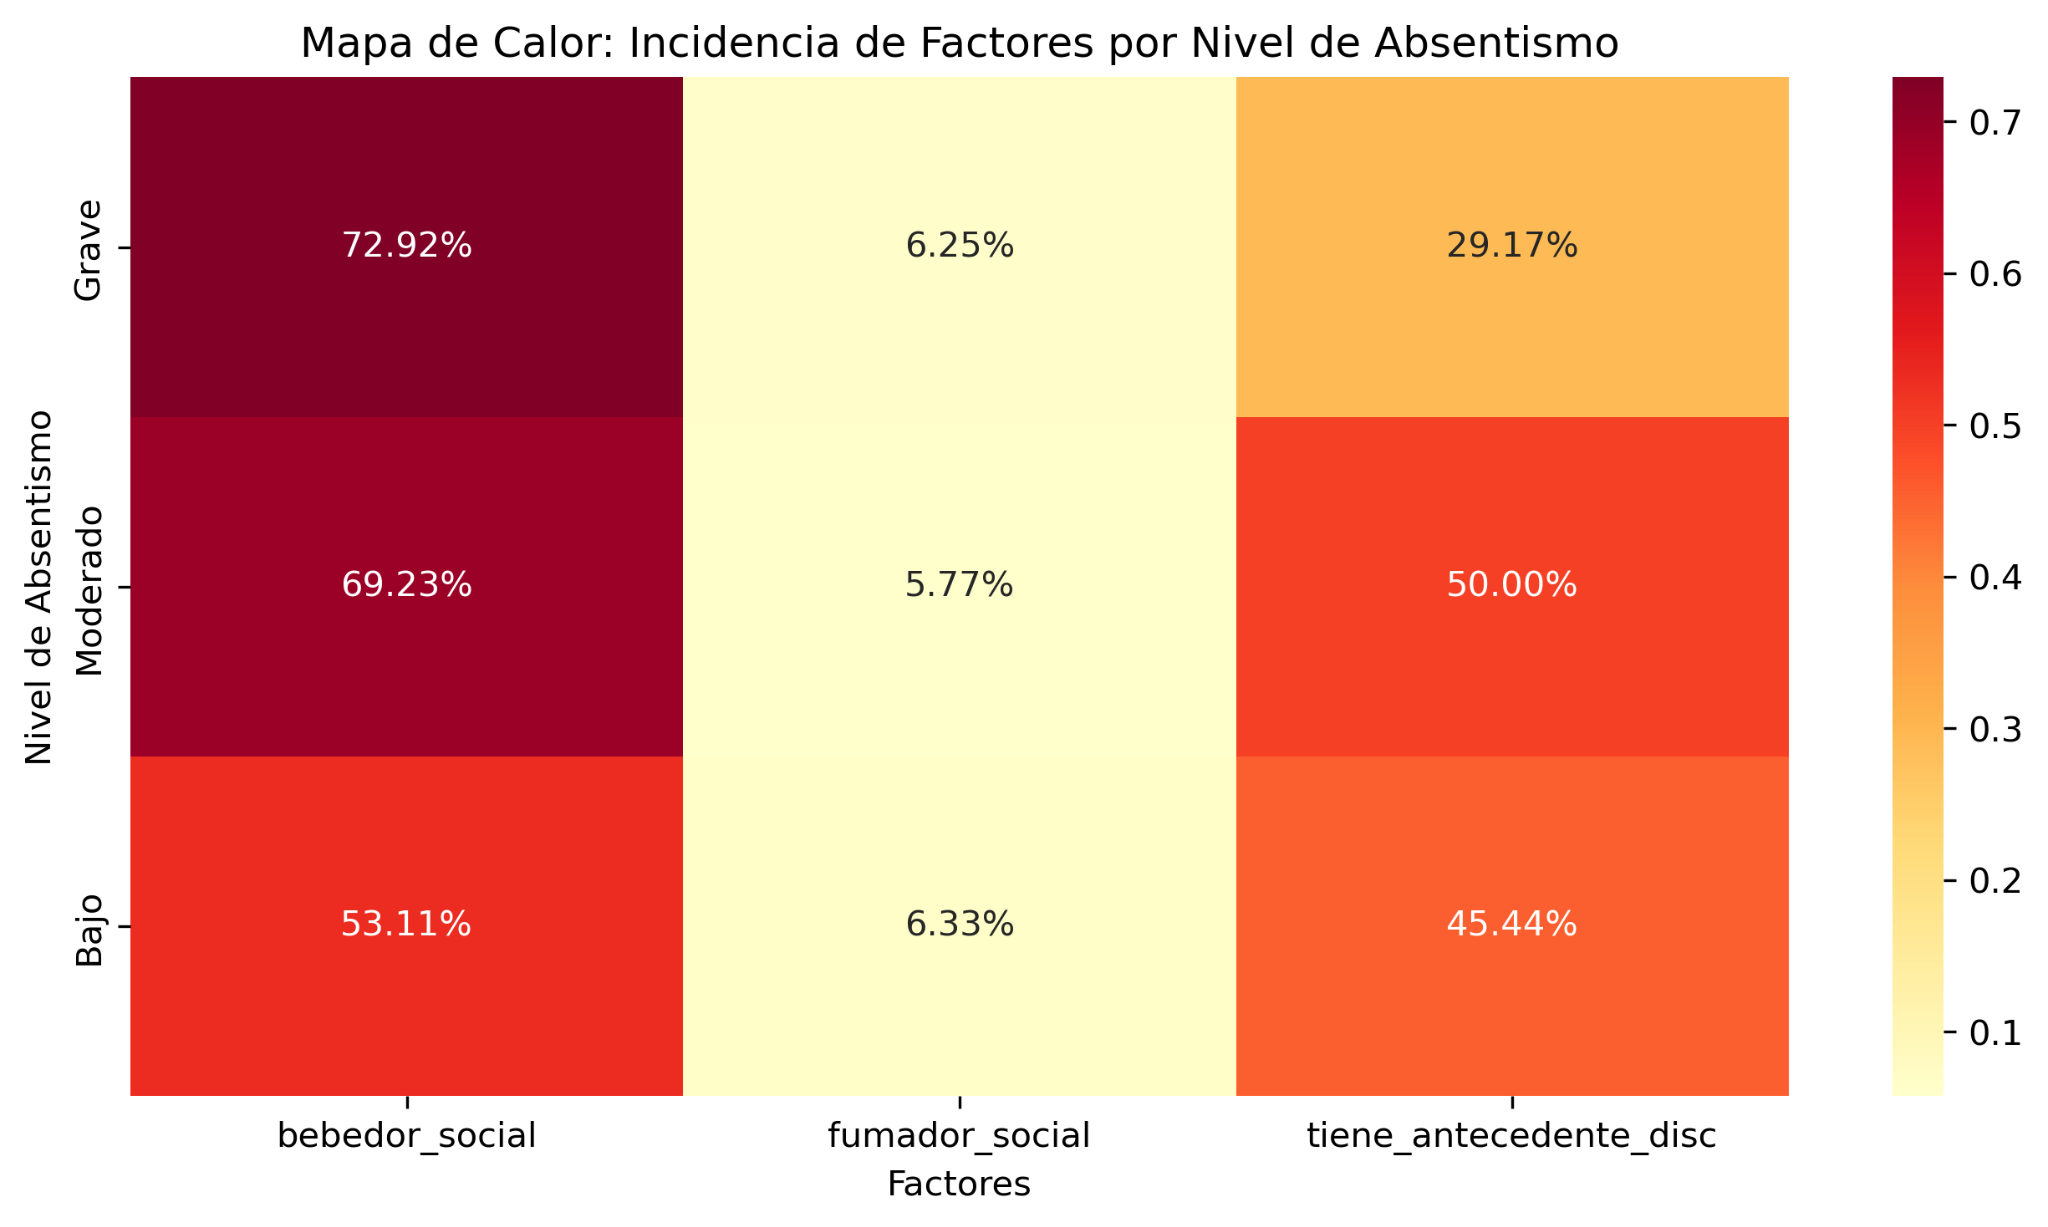 Mapa de Calor: Incidencia de Factores por Nivel de Absentismo
Nivel de Absentismo
Grave
72.92%
6.25%
29.17%
Moderado
69.23%
5.77%
50.00%
Bajo
53.11%
6.33%
45.44%
bebedor_social
fumador_social
tiene_antecedente_disc
Factores
0.7
0.6
0.5
0.4
0.3
0.2
0.1